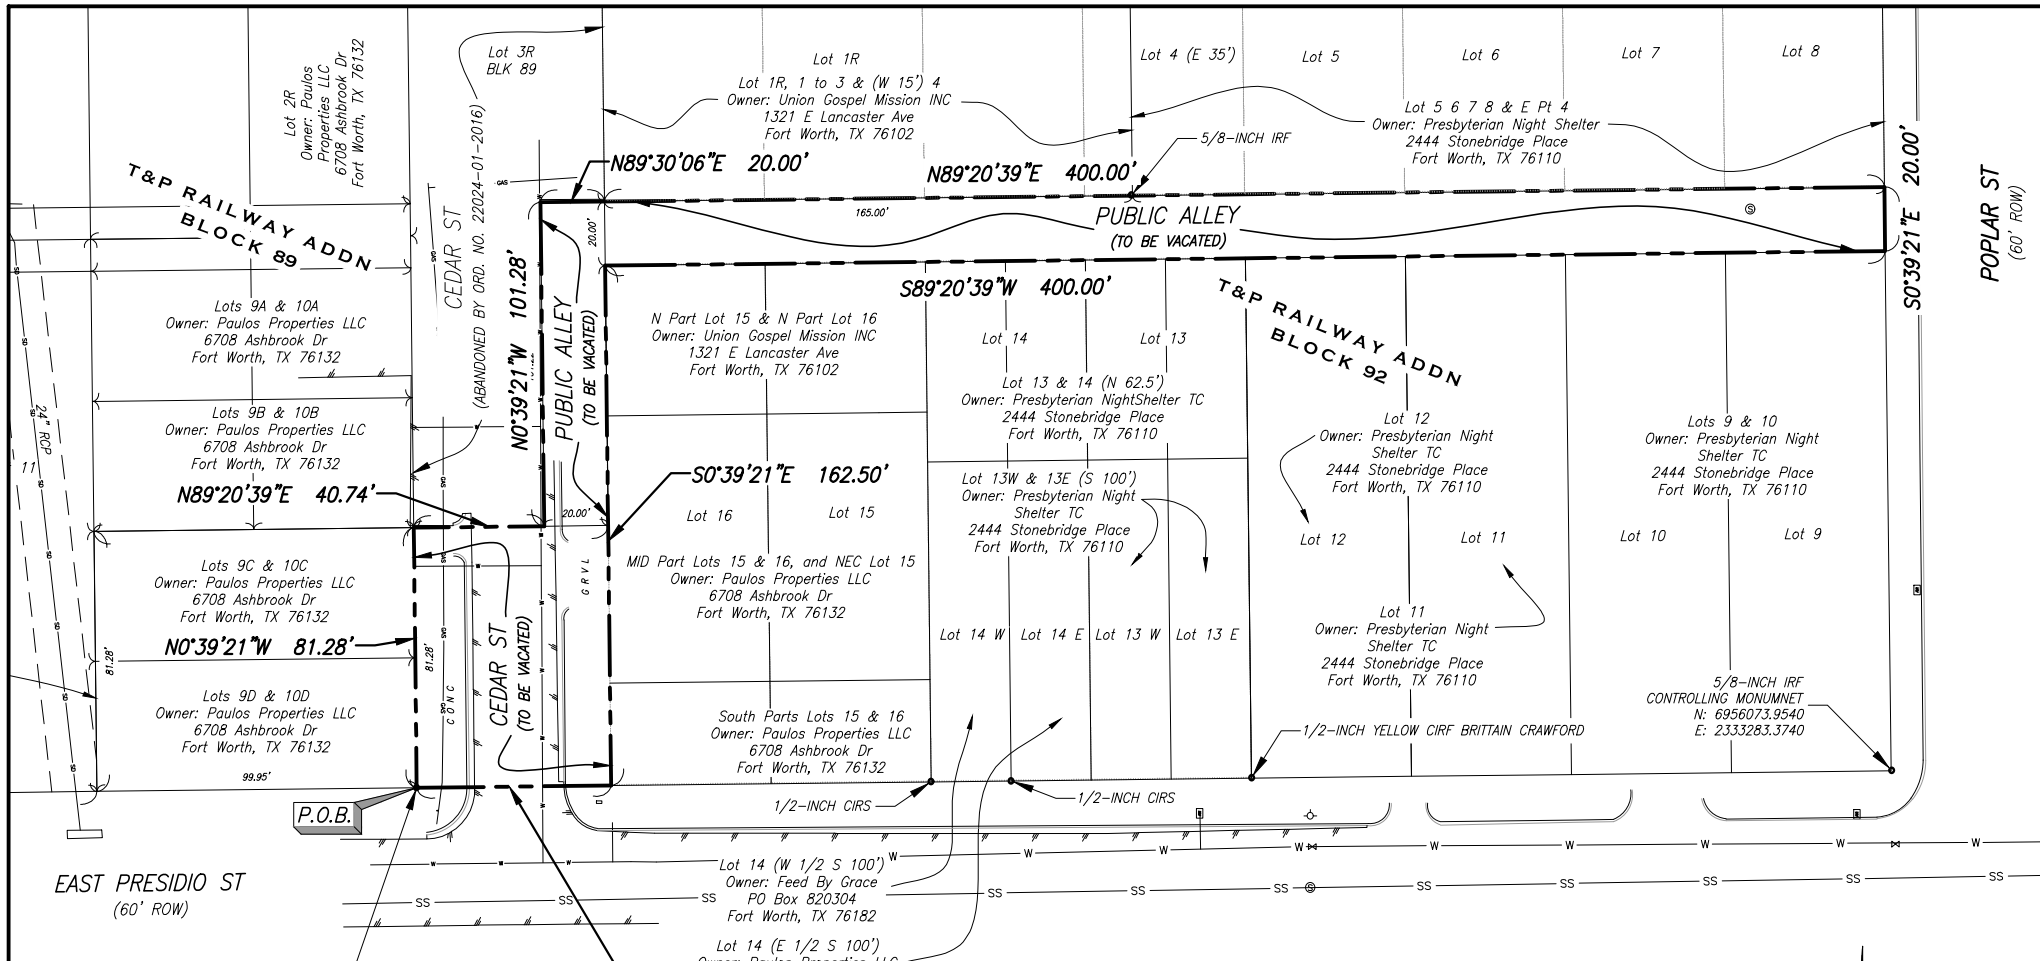 Lot 2R
Owner: Paulos
Properties LLC
6708 Ashbrook Dr
Fort Worth, TX 76132
Lot 3R
BLK 89
Lot 1R
Lot 1R, 1 to 3 & (W 15') 4
Owner: Union Gospel Mission INC
1321 E Lancaster Ave
Fort Worth, TX 76102
Lot 4 (E 35')
Lot 5
Lot 6
Lot 7
Lot 8
Lot 5 6 7 8 & E Pt 4
Owner: Presbyterian Night Shelter
2444 Stonebridge Place
Fort Worth, TX 76110
5/8-INCH IRF
N89°30'06"E 20.00'
N89°20'39"E 400.00'
S0°39'21"E 20.00'
POPLAR ST
(60' ROW)
T&P RAILWAY ADDN
BLOCK 89
CEDAR ST
(ABANDONED BY ORD. NO. 22024-01-2016)
GAS
GAS
165.00'
20.00'
PUBLIC ALLEY
(TO BE VACATED)
S
N0°39'21"W 101.28'
PUBLIC ALLEY
(TO BE VACATED)
S89°20'39"W 400.00'
T&P RAILWAY ADDN
BLOCK 92
Lots 9A & 10A
Owner: Paulos Properties LLC
6708 Ashbrook Dr
Fort Worth, TX 76132
N Part Lot 15 & N Part Lot 16
Owner: Union Gospel Mission INC
1321 E Lancaster Ave
Fort Worth, TX 76102
Lot 14
Lot 13
Lot 13 & 14 (N 62.5')
Owner: Presbyterian NightShelter TC
2444 Stonebridge Place
Fort Worth, TX 76110
24" RCP
11
Lots 9B & 10B
Owner: Paulos Properties LLC
6708 Ashbrook Dr
Fort Worth, TX 76132
Lot 12
Owner: Presbyterian Night
Shelter TC
2444 Stonebridge Place
Fort Worth, TX 76110
Lots 9 & 10
Owner: Presbyterian Night
Shelter TC
2444 Stonebridge Place
Fort Worth, TX 76110
N89°20'39"E 40.74'
S0°39'21"E 162.50'
20.00'
Lot 16
Lot 15
Lot 13W & 13E (S 100')
Owner: Presbyterian Night
Shelter TC
2444 Stonebridge Place
Fort Worth, TX 76110
Lot 12
Lot 11
Lot 10
Lot 9
Lots 9C & 10C
Owner: Paulos Properties LLC
6708 Ashbrook Dr
Fort Worth, TX 76132
GRVL
MID Part Lots 15 & 16, and NEC Lot 15
Owner: Paulos Properties LLC
6708 Ashbrook Dr
Fort Worth, TX 76132
Lot 11
Owner: Presbyterian Night
Shelter TC
2444 Stonebridge Place
Fort Worth, TX 76110
Lot 14 W
Lot 14 E
Lot 13 W
Lot 13 E
N0°39'21"W 81.28'
81.28'
81.28'
CEDAR ST
(TO BE VACATED)
CONC
Lots 9D & 10D
Owner: Paulos Properties LLC
6708 Ashbrook Dr
Fort Worth, TX 76132
99.95'
South Parts Lots 15 & 16
Owner: Paulos Properties LLC
6708 Ashbrook Dr
Fort Worth, TX 76132
5/8-INCH IRF
CONTROLLING MONUMNET
N: 6956073.9540
E: 2333283.3740
1/2-INCH YELLOW CIRF BRITTAIN CRAWFORD
P.O.B.
1/2-INCH CIRS
1/2-INCH CIRS
EAST PRESIDIO ST
(60' ROW)
W W W W W W W W W W W W
SS SS SS SS SS SS SS SS SS SS SS SS
Lot 14 (W 1/2 S 100')
Owner: Feed By Grace
PO Box 820304
Fort Worth, TX 76182
Lot 14 (E 1/2 S 100')
Owner: Paulos Properties LLC